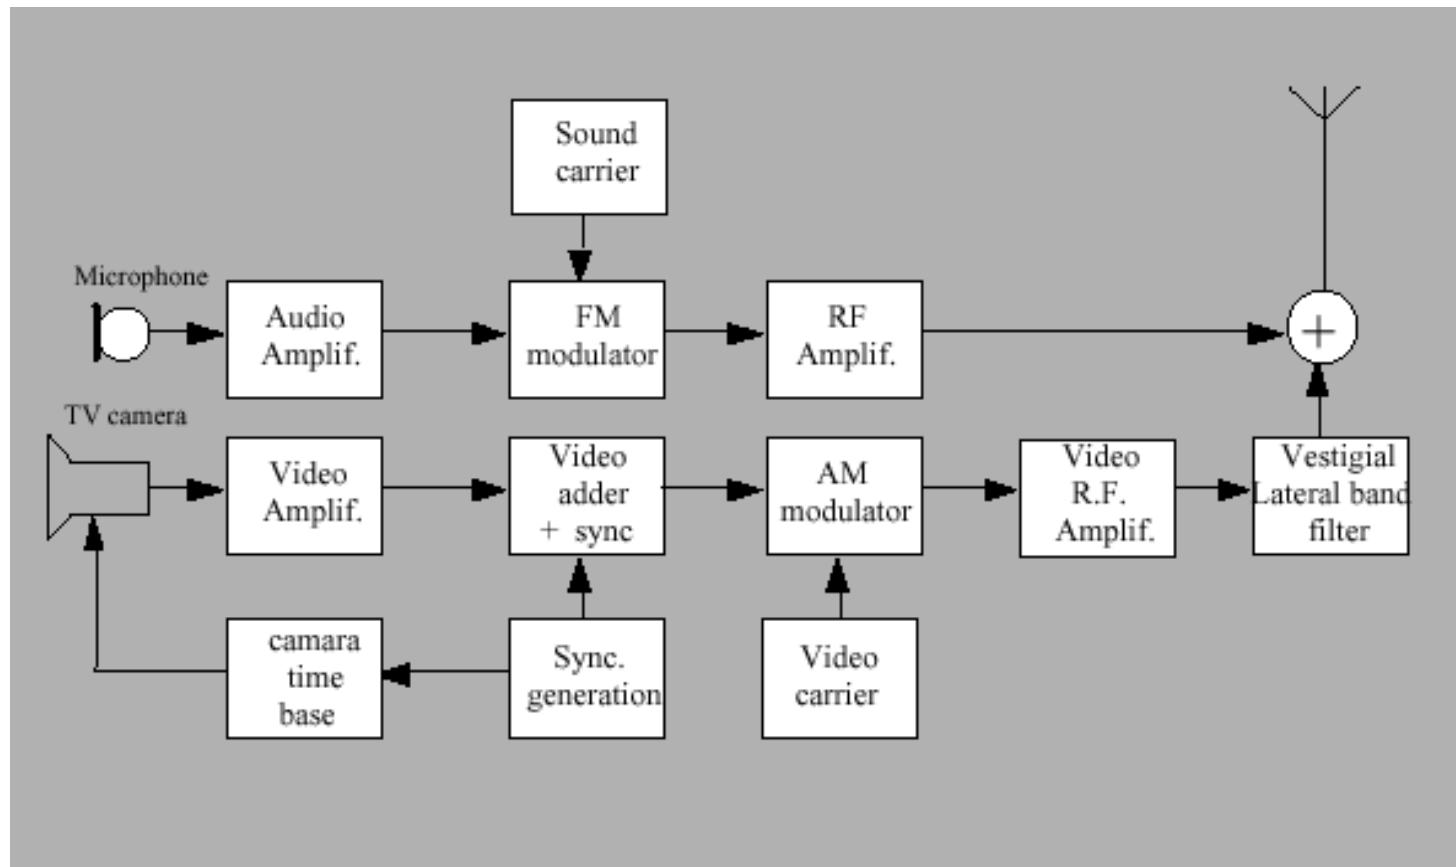 Sound
carrier
Microphone
Audio
Amplif.
FM
modulator
RF
Amplif.
+
TV camera
Video
Amplif.
Video
adder
+ sync
AM
modulator
Video
R.F.
Amplif.
Vestigial
Lateral band
filter
camara
time
base
Sync.
generation
Video
carrier